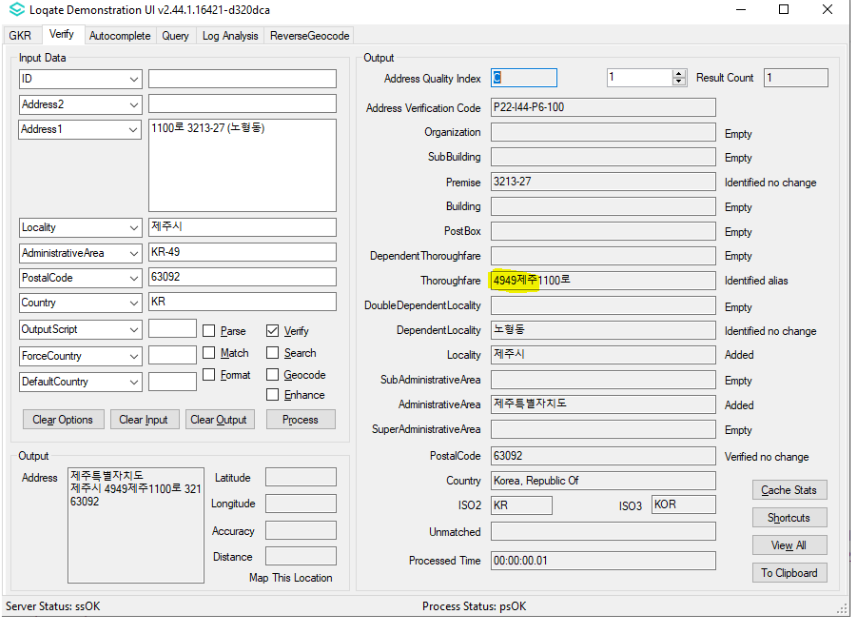 Loqate Demonstration UI v2.44.1.16421-d320dca
GKR Verify Autocomplete Query Log Analysis ReverseGeocode
Input Data
ID
Address2
Address1 1100로 3213-27 (노형동)
Locality 제주시
AdministrativeArea KR-49
PostalCode 63092
Country KR
OutputScript Parse Verify
ForceCountry Match Search
DefaultCountry Format Geocode
Enhance
Clear Options Clear Input Clear Output Process
Output
Address 제주특별자치도
제주시 4949제주1100로 321
63092
Latitude
Longitude
Accuracy
Distance
Map This Location
Output
Address Quality Index C 1 Result Count 1
Address Verification Code P22-I44-P6-100
Organization Empty
SubBuilding Empty
Premise 3213-27 Identified no change
Building Empty
PostBox Empty
DependentThoroughfare Empty
Thoroughfare 4949제주1100로 Identified alias
DoubleDependentLocality Empty
DependentLocality 노형동 Identified no change
Locality 제주시 Added
SubAdministrativeArea Empty
AdministrativeArea 제주특별자치도 Added
SuperAdministrativeArea Empty
PostalCode 63092 Verified no change
Country Korea, Republic Of
ISO2 KR ISO3 KOR
Unmatched
Processed Time 00:00:00.01
Cache Stats
Shortcuts
View All
To Clipboard
Server Status: ssOK Process Status: psOK